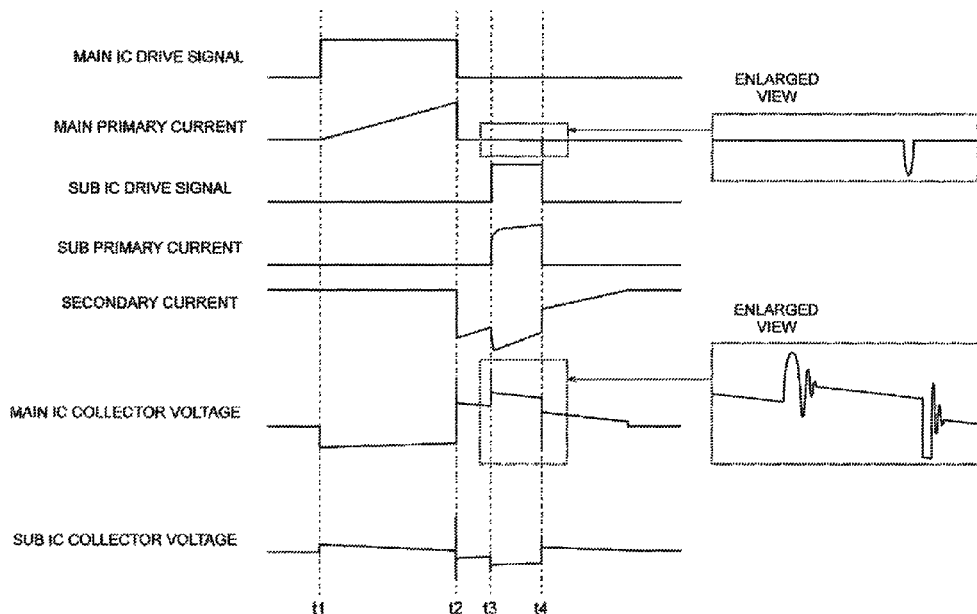 MAIN IC DRIVE SIGNAL
ENLARGED
VIEW
MAIN PRIMARY CURRENT
SUB IC DRIVE SIGNAL
SUB PRIMARY CURRENT
SECONDARY CURRENT
ENLARGED
VIEW
MAIN IC COLLECTOR VOLTAGE
SUB IC COLLECTOR VOLTAGE
t1 t2 t3 t4